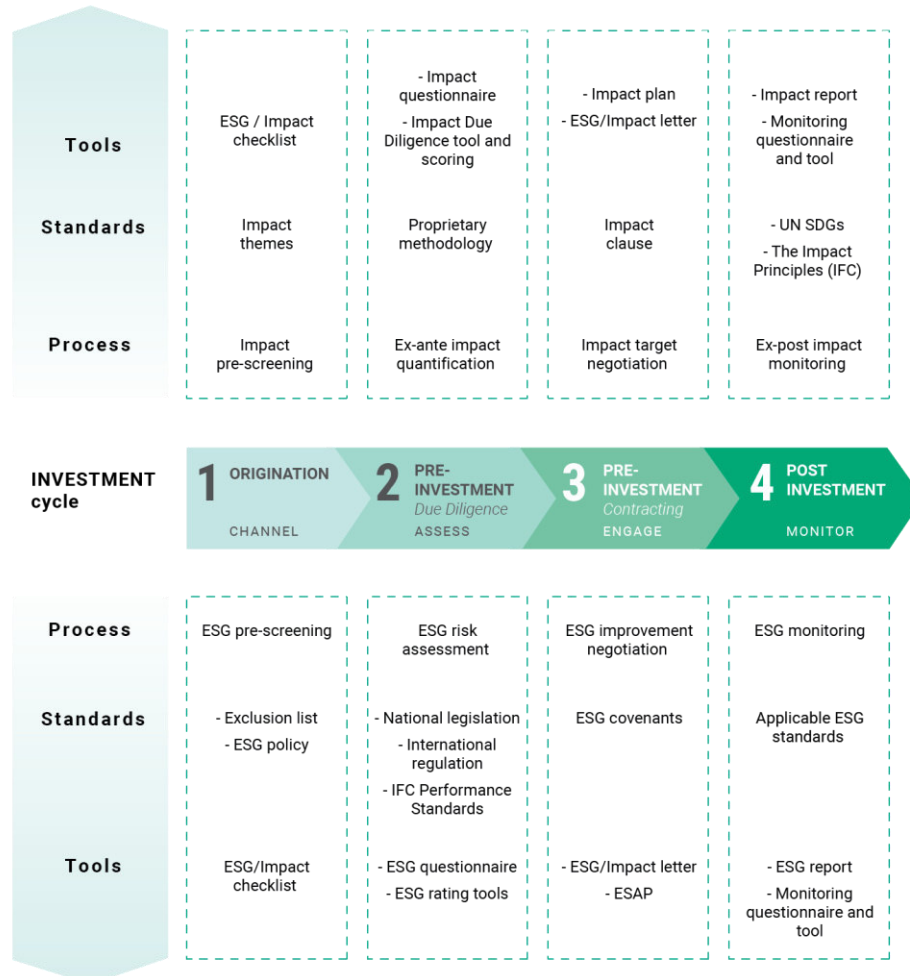 Tools
ESG / Impact
checklist
- Impact
questionnaire
- Impact Due
Diligence tool and
scoring
- Impact plan
- ESG/Impact letter
- Impact report
- Monitoring
questionnaire
and tool
Standards
Impact
themes
Proprietary
methodology
Impact
clause
- UN SDGs
- The Impact
Principles (IFC)
Process
Impact
pre-screening
Ex-ante impact
quantification
Impact target
negotiation
Ex-post impact
monitoring
INVESTMENT
cycle
1
ORIGINATION
CHANNEL
2
PRE-
INVESTMENT
Due Diligence
ASSESS
3
PRE-
INVESTMENT
Contracting
ENGAGE
4
POST
INVESTMENT
MONITOR
Process
ESG pre-screening
ESG risk
assessment
ESG improvement
negotiation
ESG monitoring
Standards
- Exclusion list
- ESG policy
- National legislation
- International
regulation
- IFC Performance
Standards
ESG covenants
Applicable ESG
standards
Tools
ESG/Impact
checklist
- ESG questionnaire
- ESG rating tools
- ESG/Impact letter
- ESAP
- ESG report
- Monitoring
questionnaire and
tool